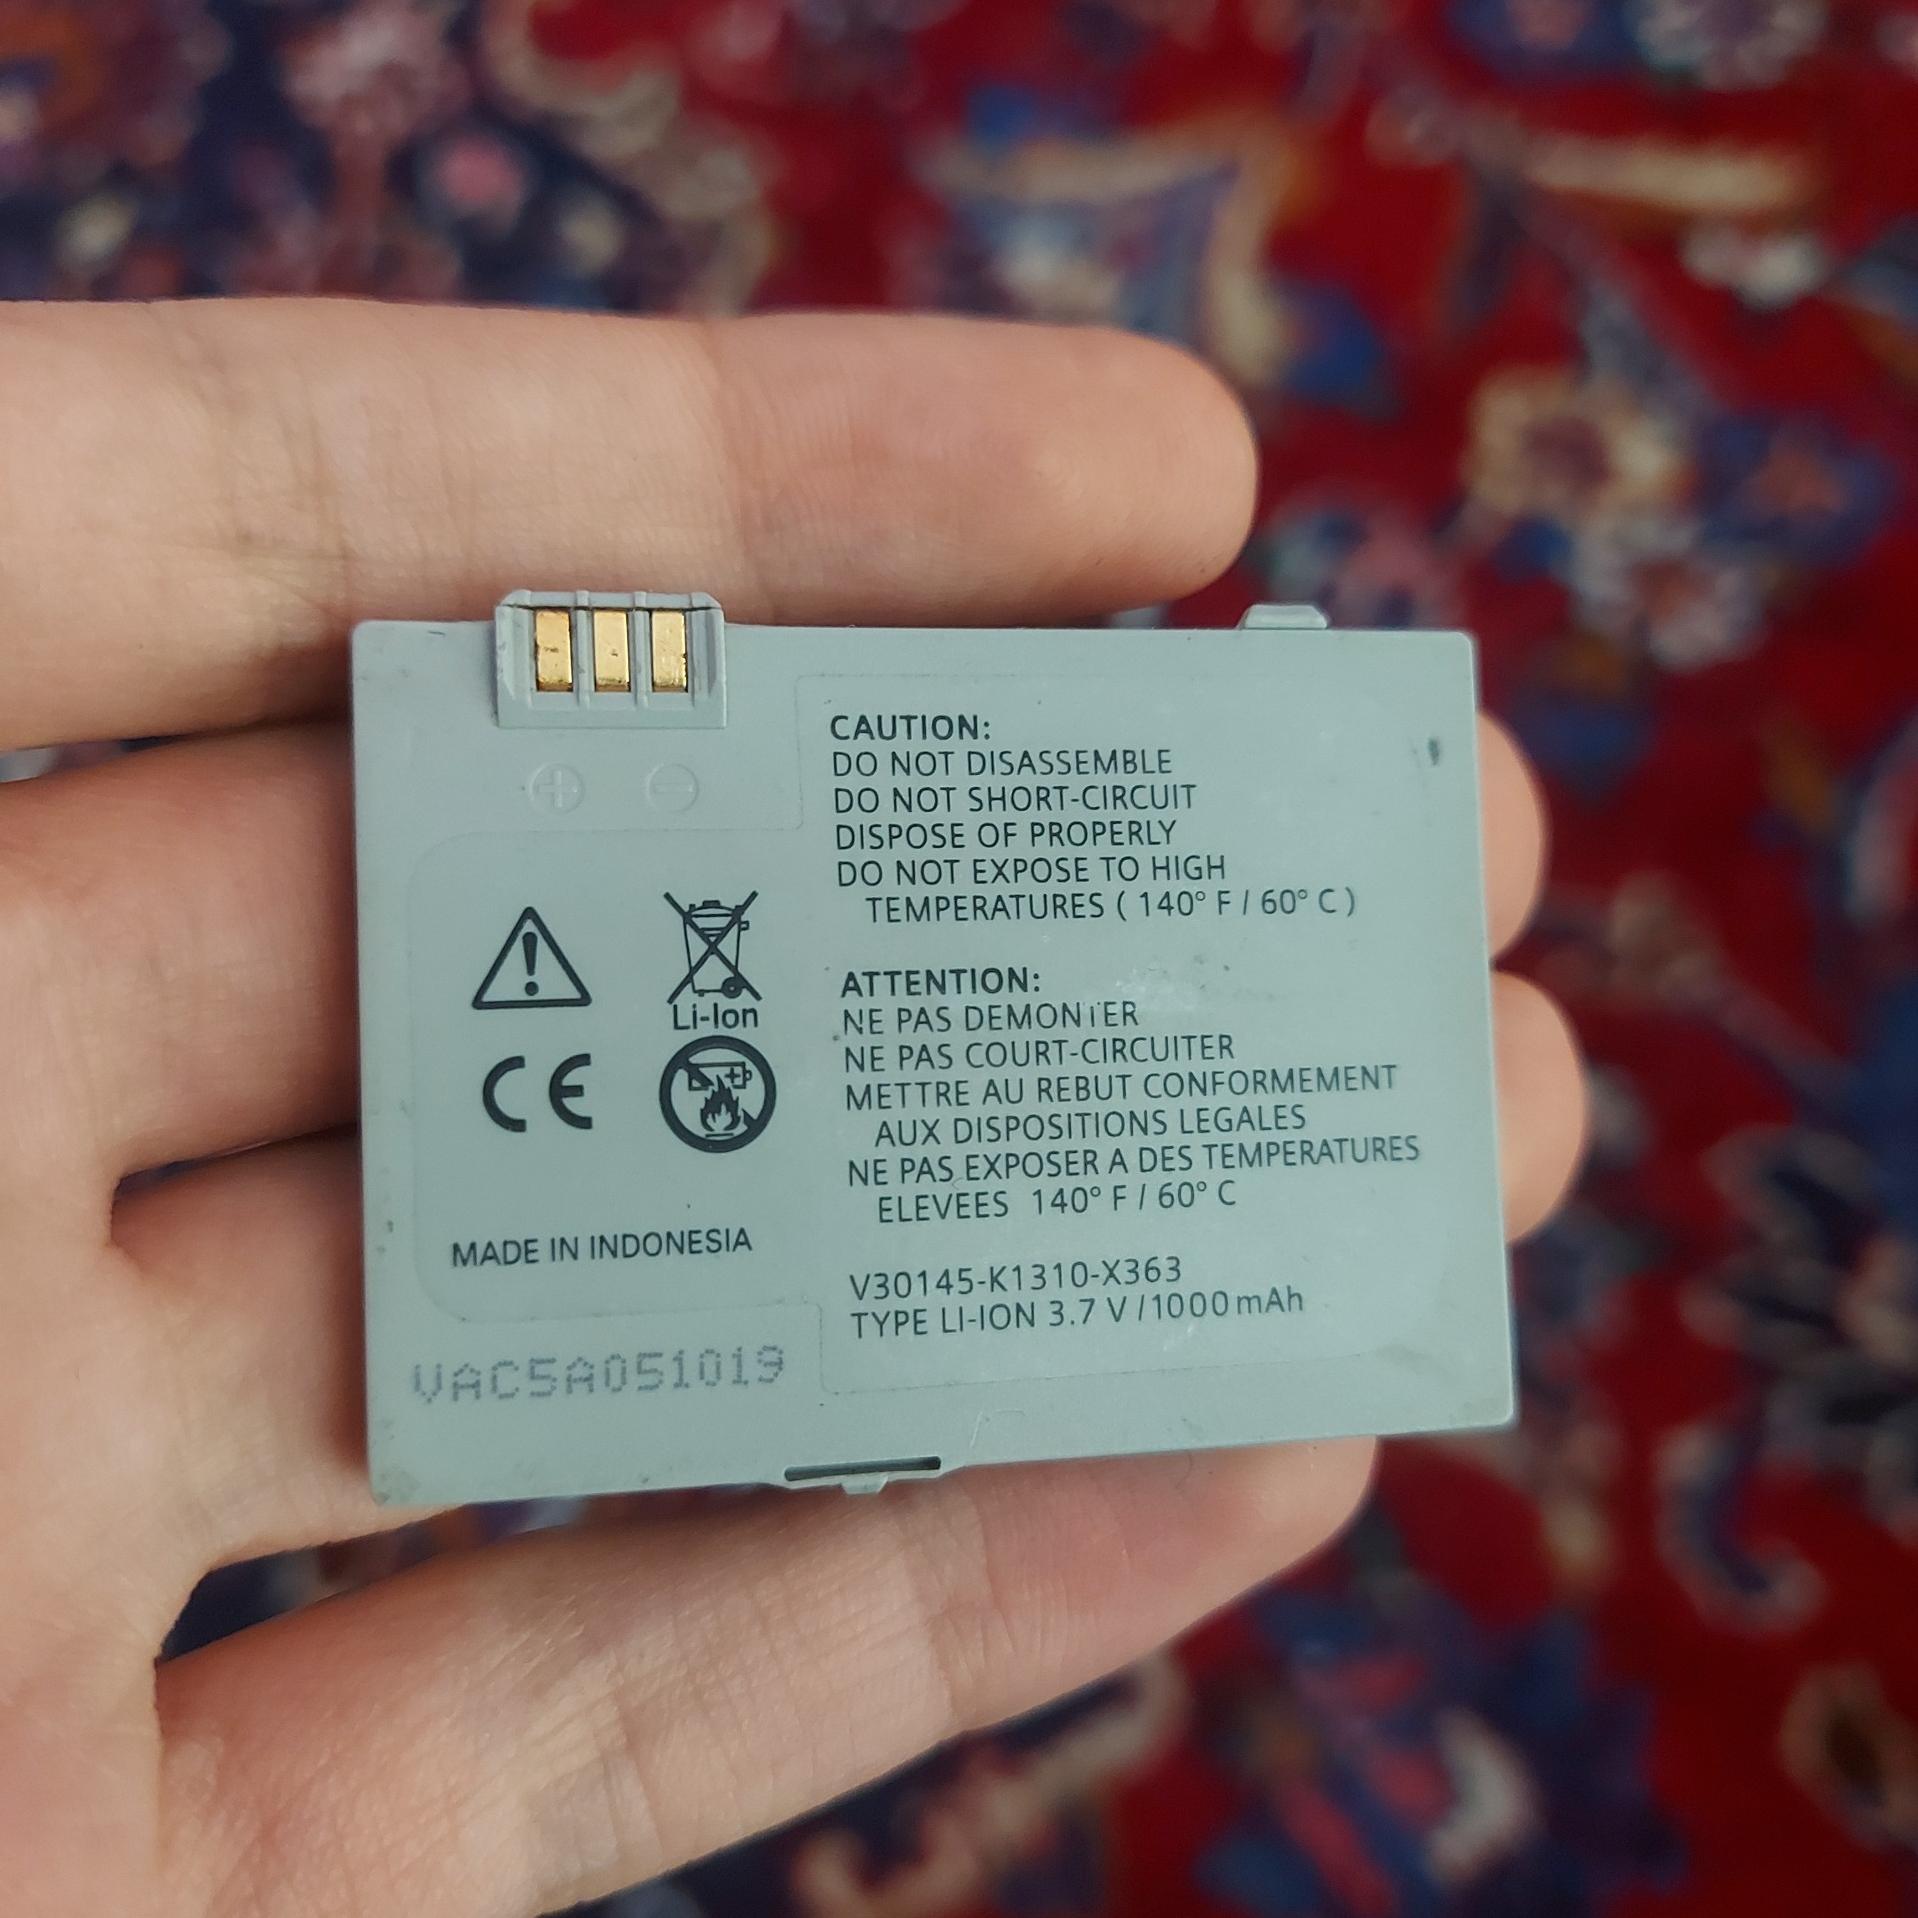 CAUTION:
DO NOT DISASSEMBLE
DO NOT SHORT-CIRCUIT
DISPOSE OF PROPERLY
DO NOT EXPOSE TO HIGH
TEMPERATURES ( 140° F / 60° C )
ATTENTION:
NE PAS DEMONTER
NE PAS COURT-CIRCUITER
METTRE AU REBUT CONFORMEMENT
AUX DISPOSITIONS LEGALES
NE PAS EXPOSER A DES TEMPERATURES
ELEVEES 140° F / 60° C
V30145-K1310-X363
TYPE LI-ION 3.7 V / 1000 mAh
Li-Ion
CE
MADE IN INDONESIA
VAC5A051019